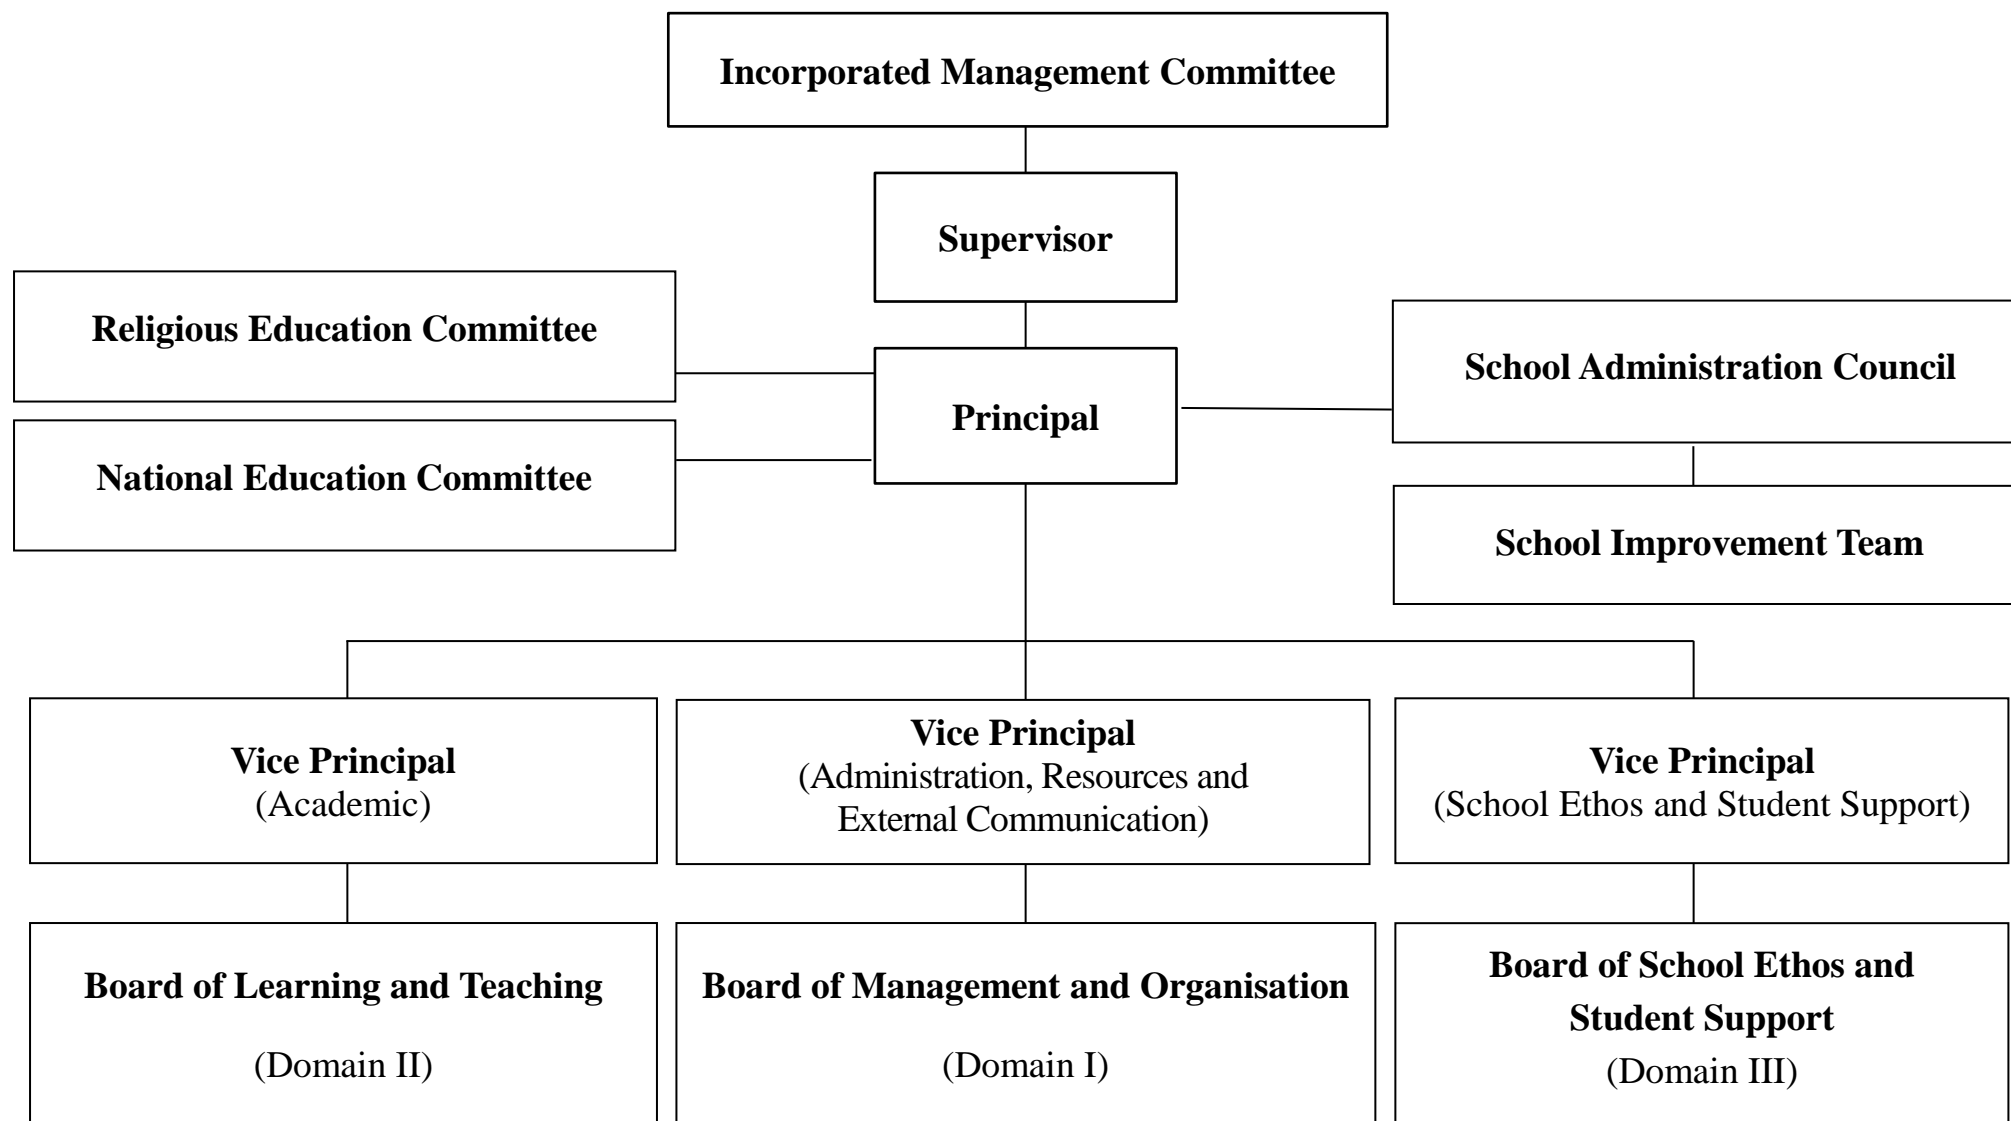 Incorporated Management Committee
Supervisor
Religious Education Committee
Principal
School Administration Council
National Education Committee
School Improvement Team
Vice Principal
(Academic)
Vice Principal
(Administration, Resources and
External Communication)
Vice Principal
(School Ethos and Student Support)
Board of Learning and Teaching
(Domain II)
Board of Management and Organisation
(Domain I)
Board of School Ethos and
Student Support
(Domain III)